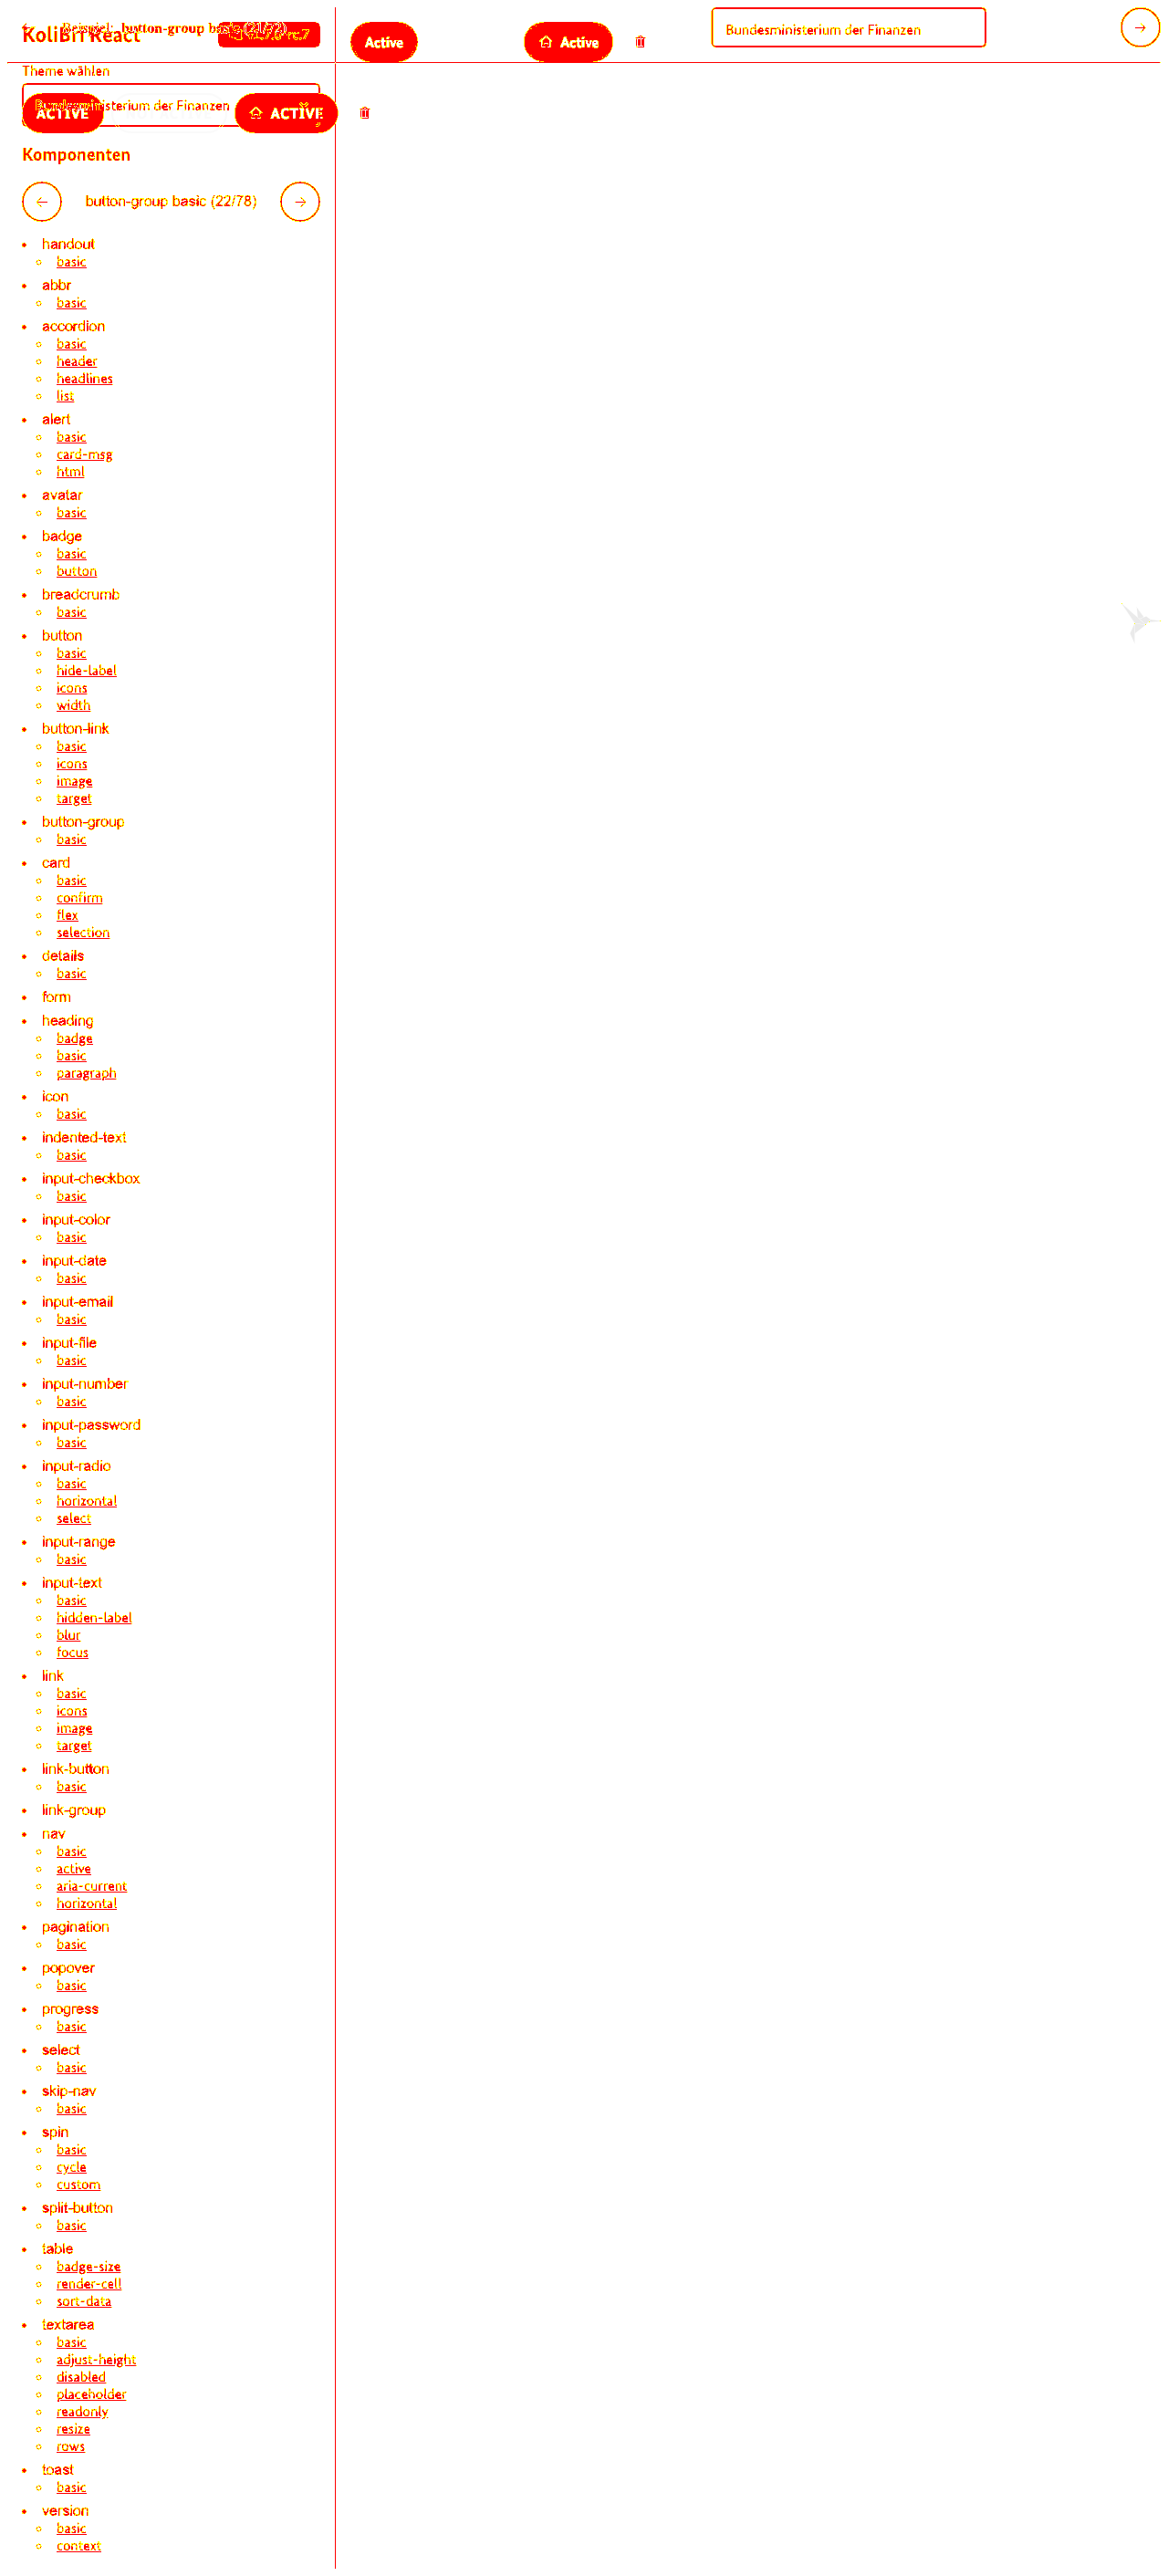 KoliBri React
Beispiel: button-group basic
Active
Active
Bundesministerium der Finanzen
Theme wählen
Bundesministerium der Finanzen
ACTIVE
ACTIVE
Komponenten
button-group basic (22/78)
handout
basic
abbr
basic
accordion
basic
header
headlines
list
alert
basic
card-msg
html
avatar
basic
badge
basic
button
breadcrumb
basic
button
basic
hide-label
icons
width
button-link
basic
icons
image
target
button-group
basic
card
basic
confirm
flex
selection
details
basic
form
heading
badge
basic
paragraph
icon
basic
indented-text
basic
input-checkbox
basic
input-color
basic
input-date
basic
input-email
basic
input-file
basic
input-number
basic
input-password
basic
input-radio
basic
horizontal
select
input-range
basic
input-text
basic
hidden-label
blur
focus
link
basic
icons
image
target
link-button
basic
link-group
nav
basic
active
aria-current
horizontal
pagination
basic
popover
basic
progress
basic
select
basic
skip-nav
basic
spin
basic
cycle
custom
split-button
basic
table
badge-size
render-cell
sort-data
textarea
basic
adjust-height
disabled
placeholder
readonly
resize
rows
toast
basic
version
basic
context